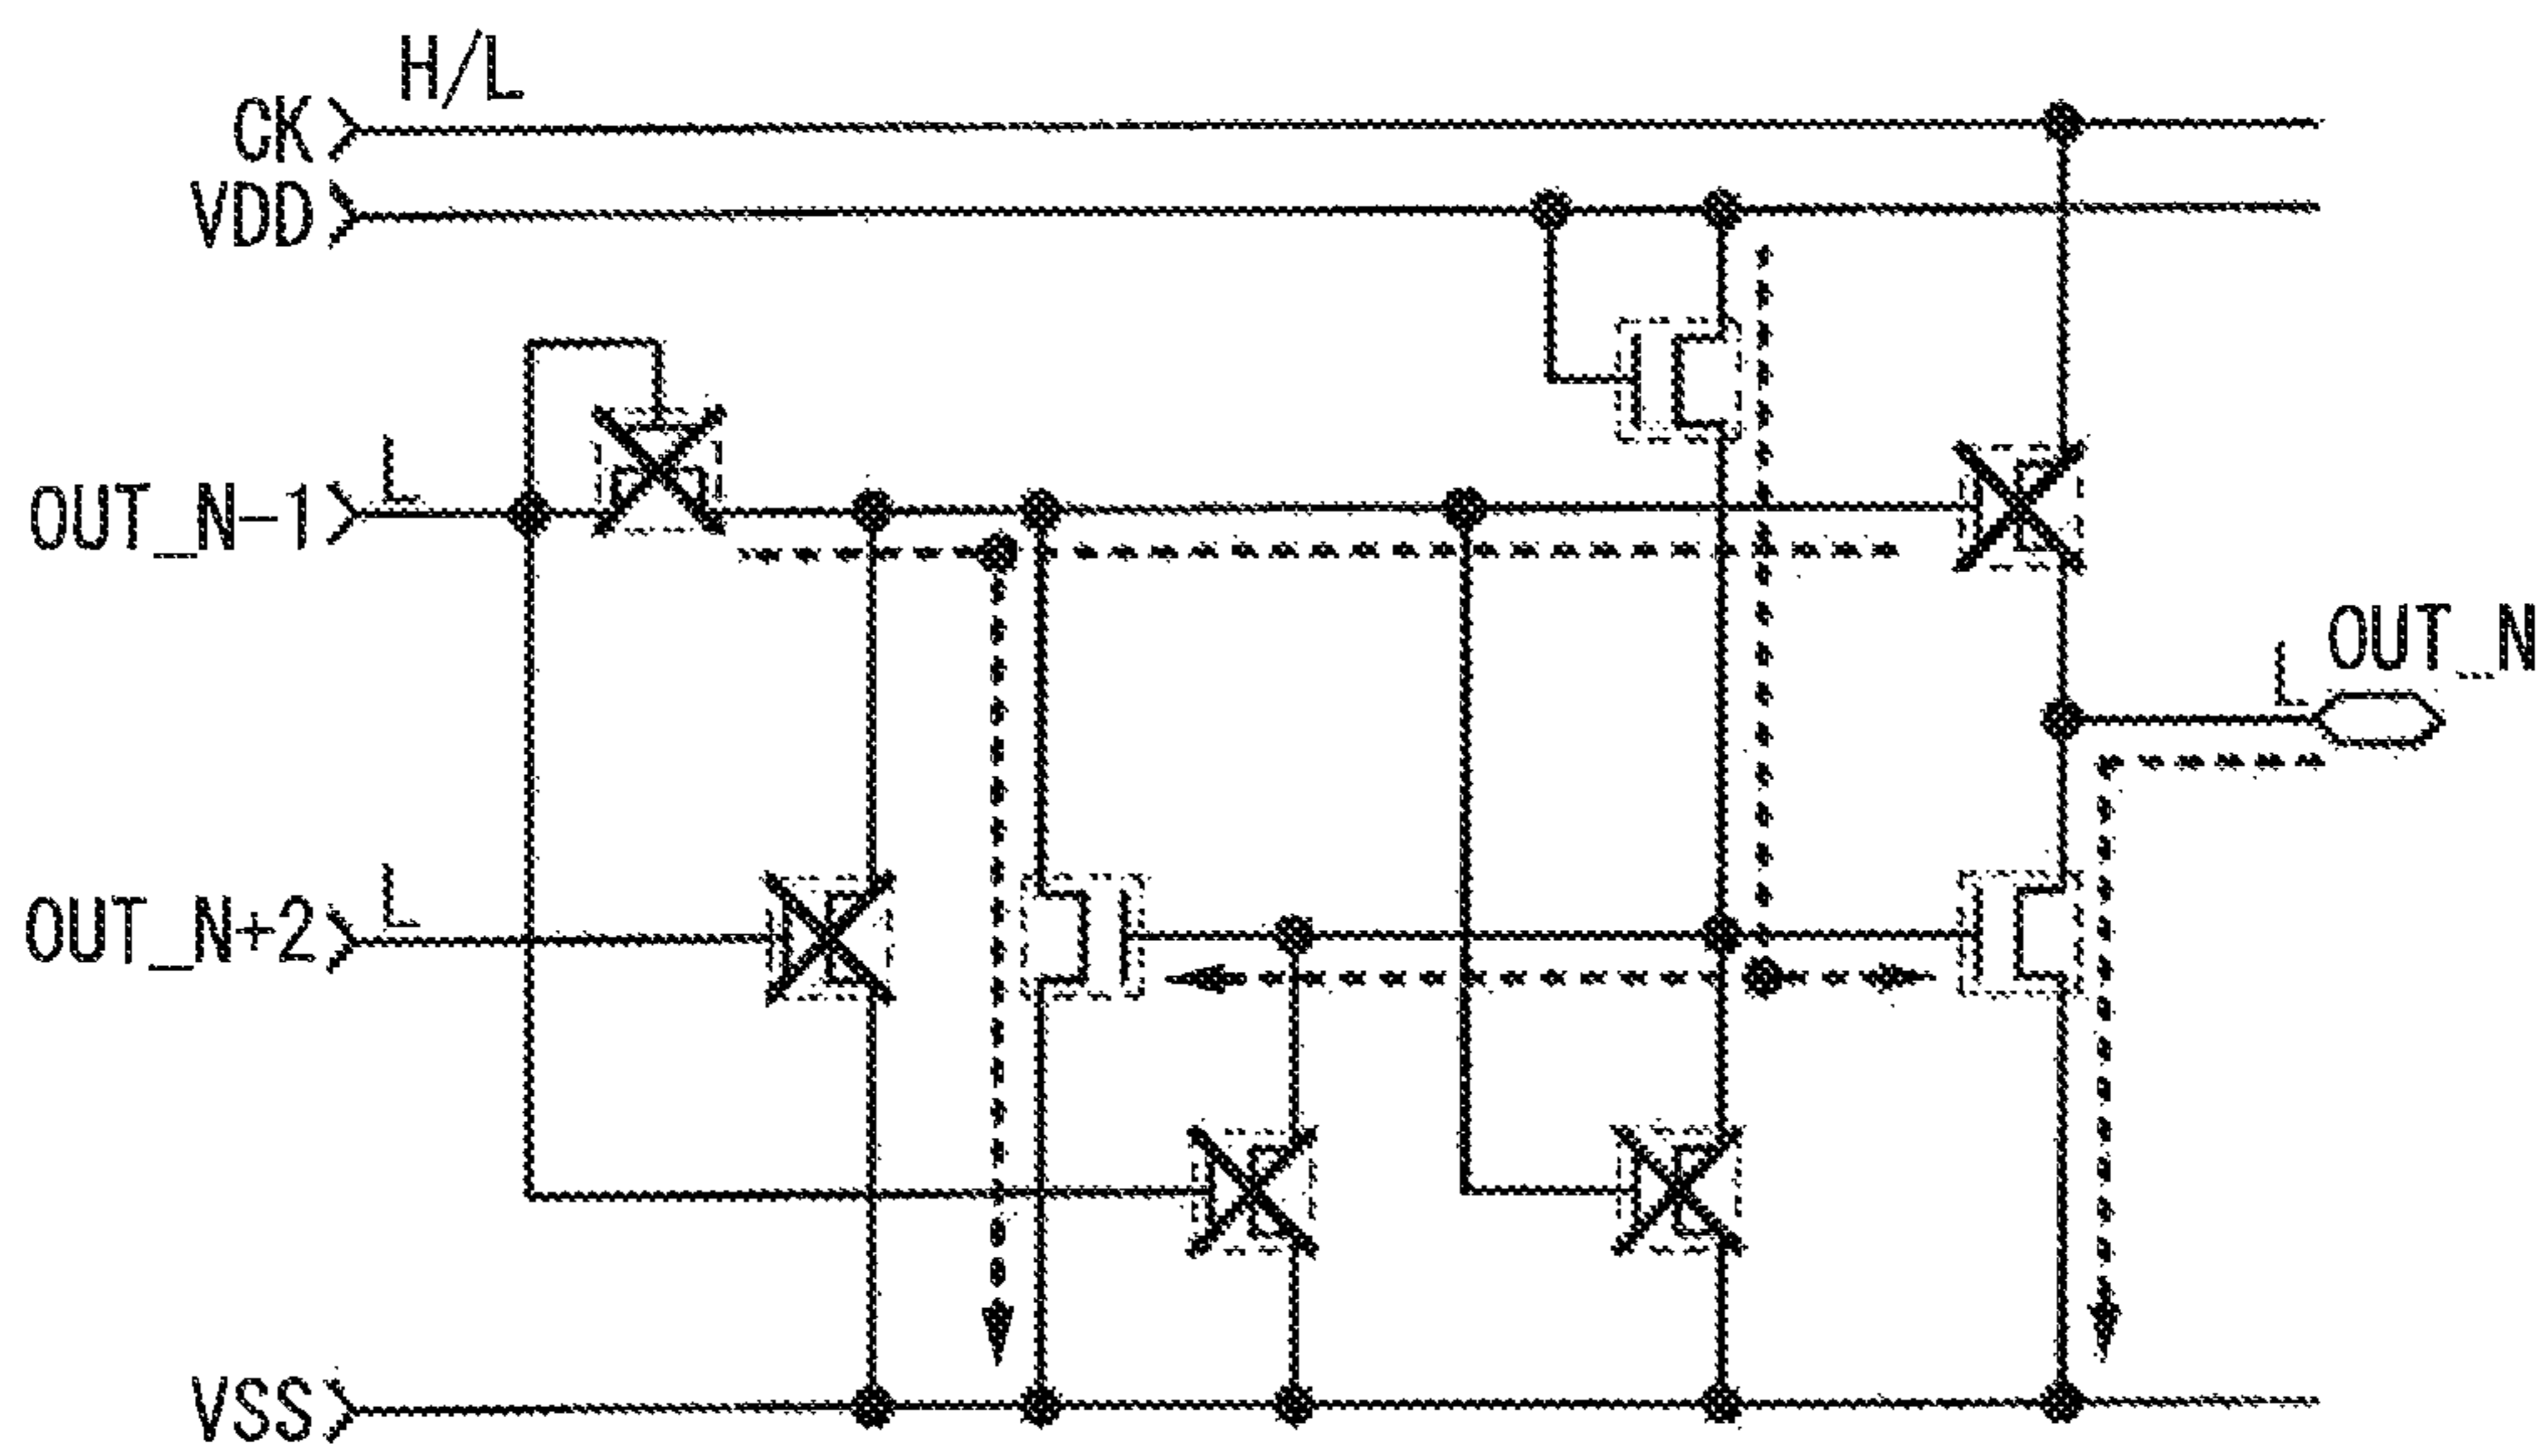 H/L
CK
VDD
L
OUT_N-1
OUT_N
L
L
OUT_N+2
VSS